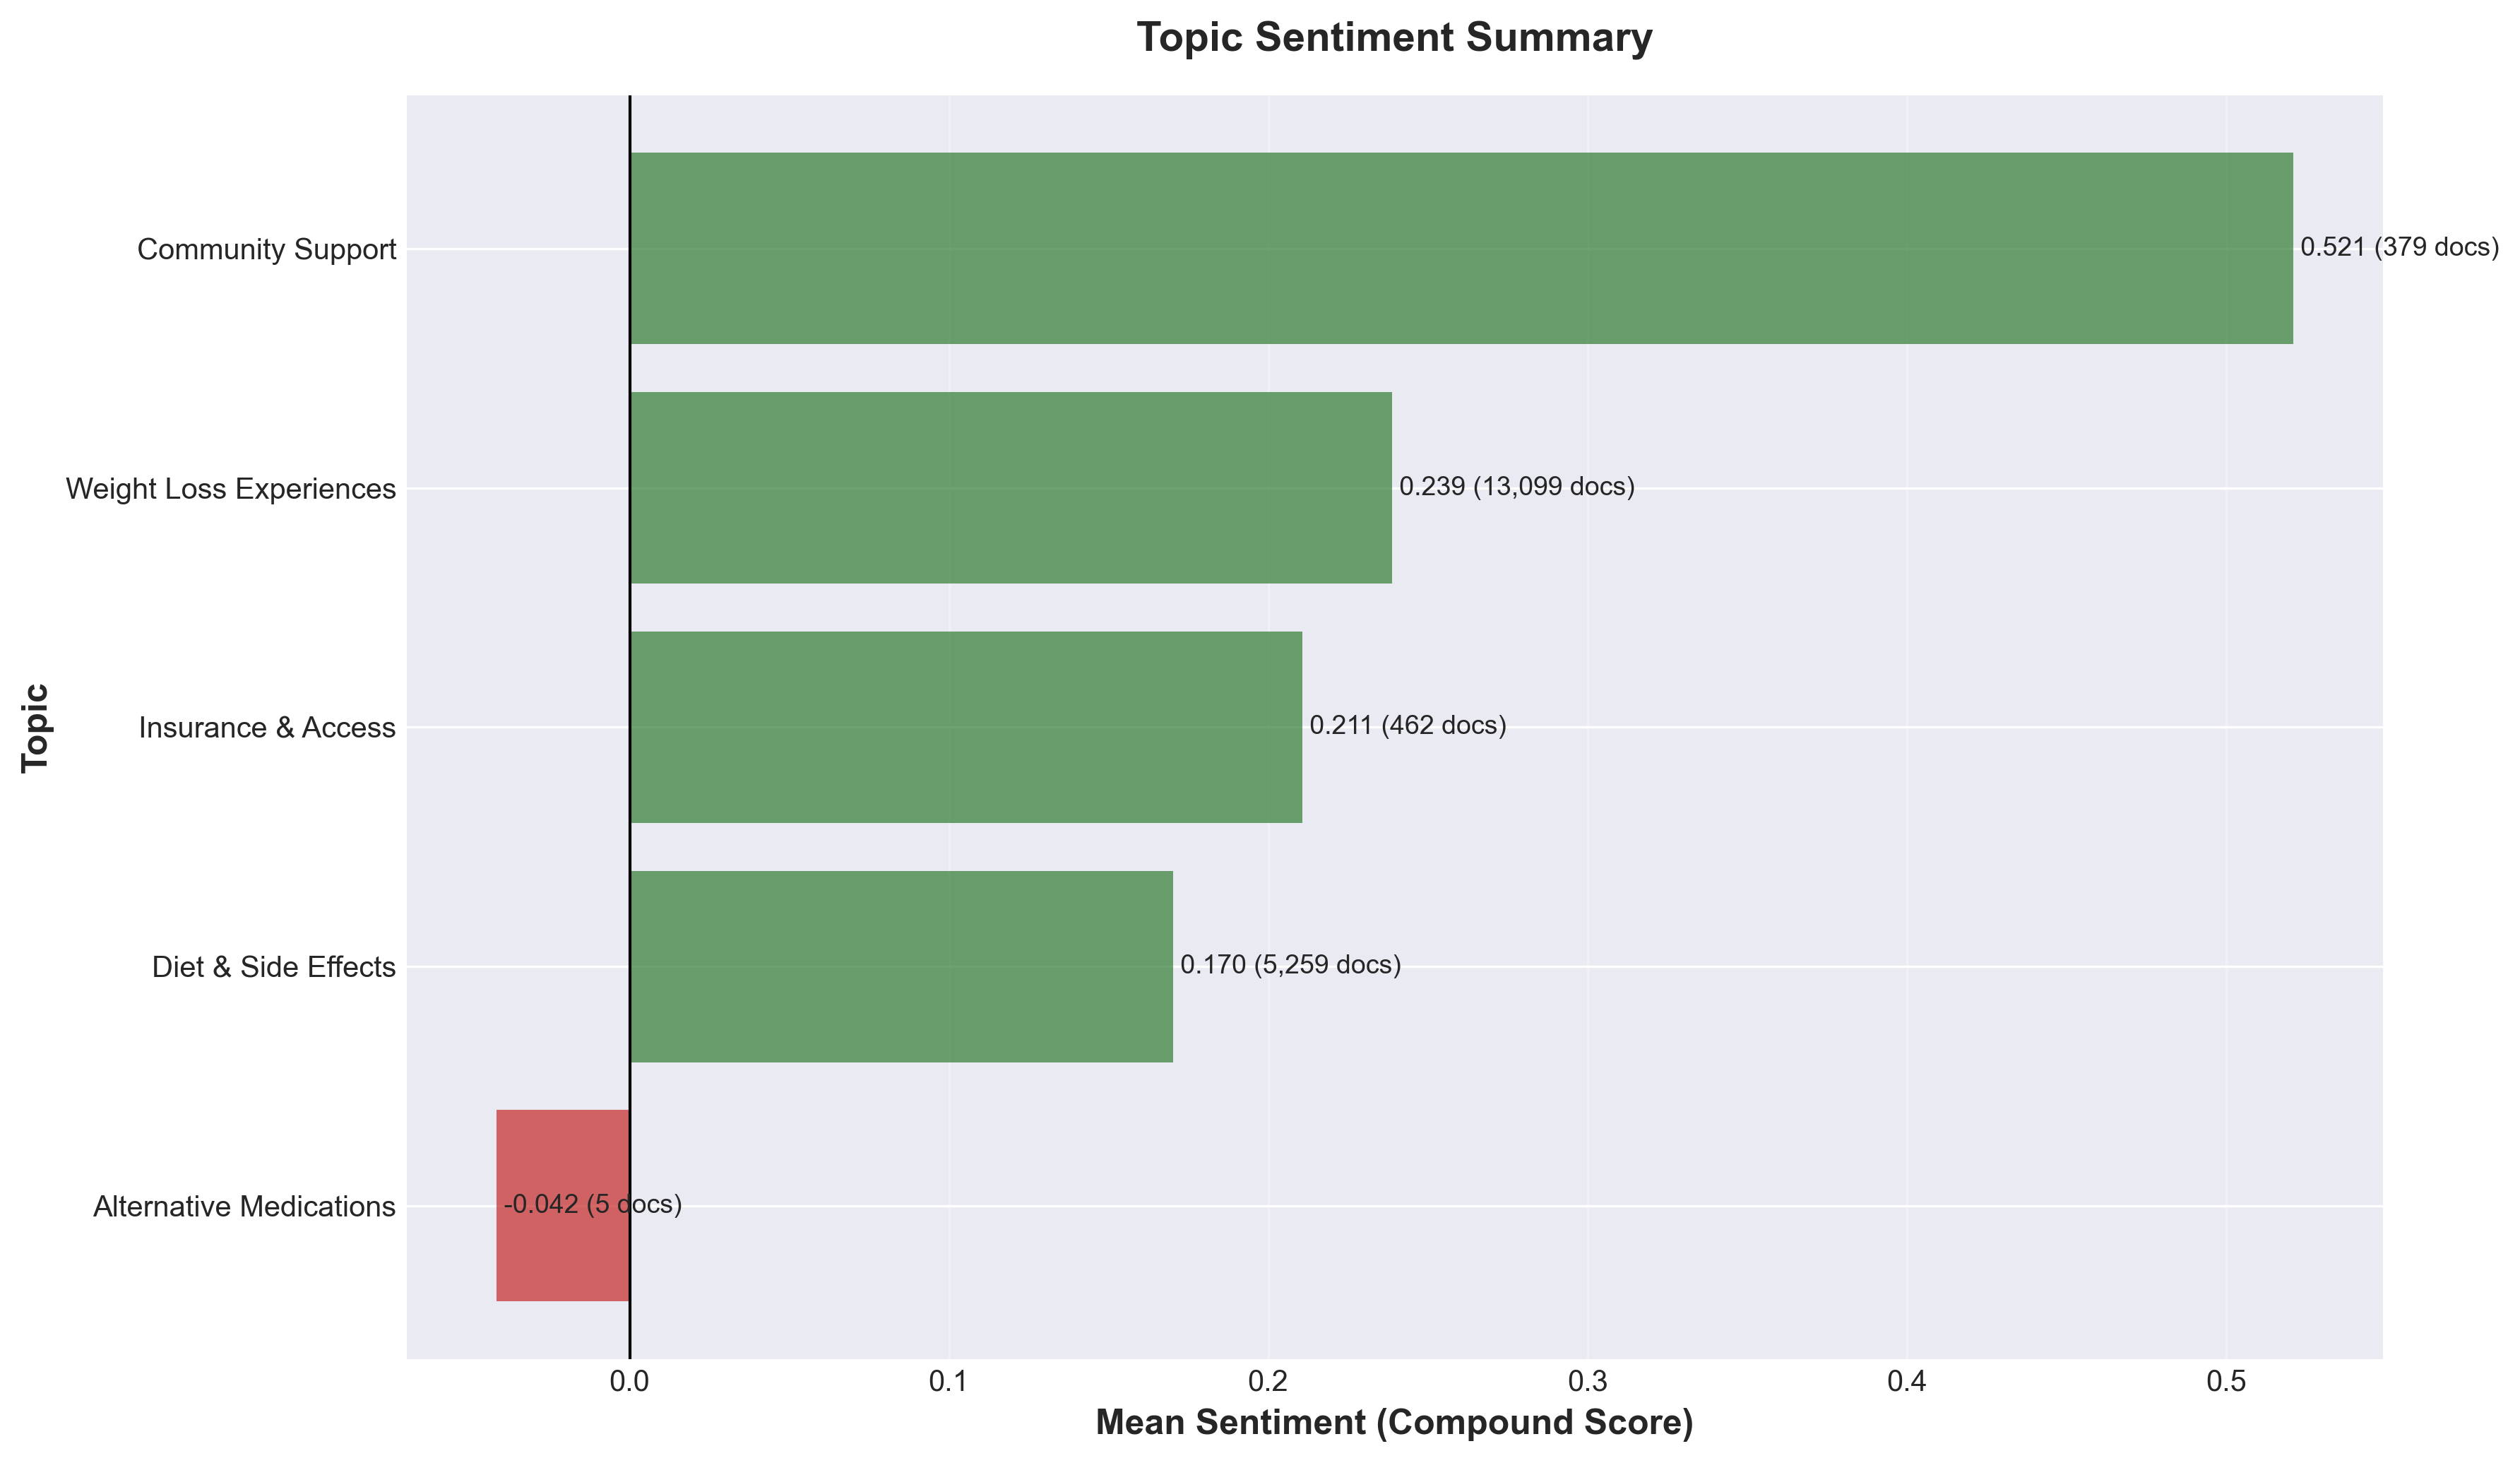 Topic Sentiment Summary
Community Support
0.521 (379 docs)
Weight Loss Experiences
0.239 (13,099 docs)
Insurance & Access
0.211 (462 docs)
Diet & Side Effects
0.170 (5,259 docs)
Alternative Medications
-0.042 (5 docs)
Topic
0.0 0.1 0.2 0.3 0.4 0.5
Mean Sentiment (Compound Score)